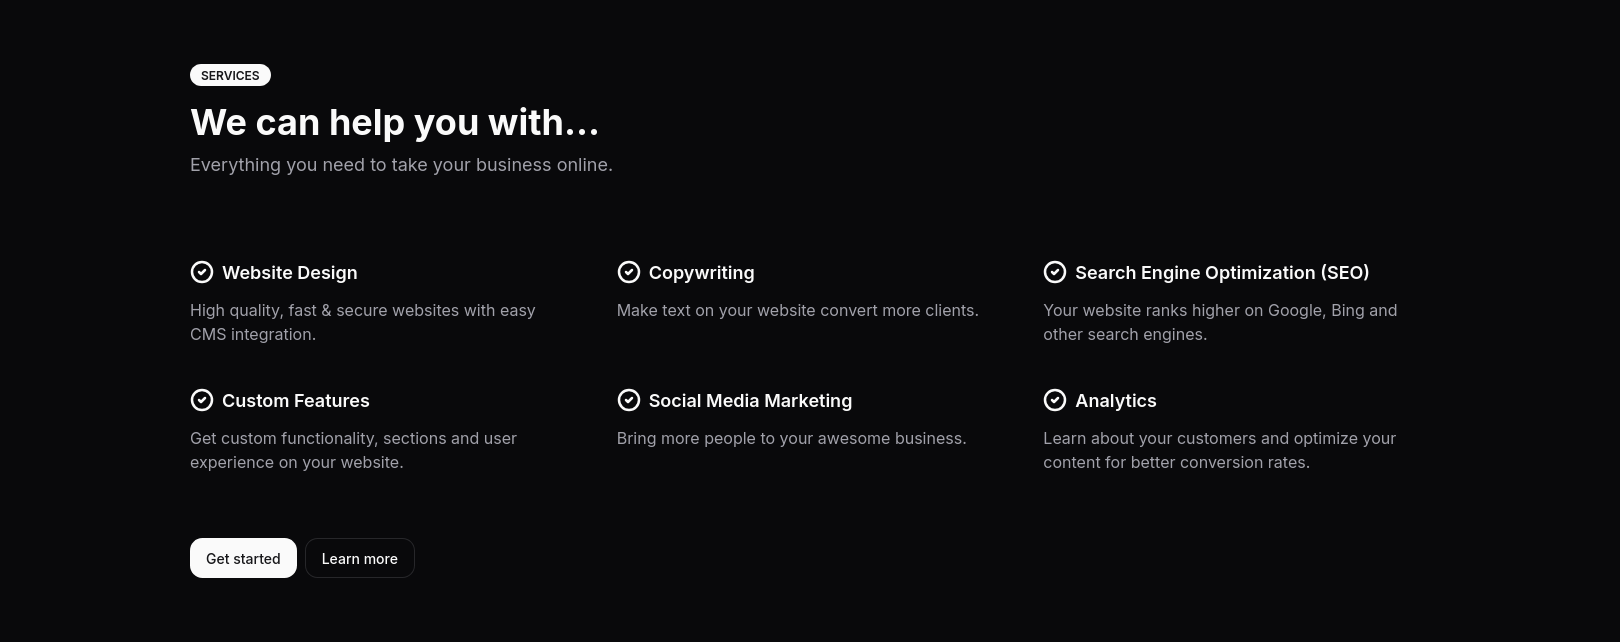 SERVICES
We can help you with...
Everything you need to take your business online.
Website Design
High quality, fast & secure websites with easy
CMS integration.
Copywriting
Make text on your website convert more clients.
Search Engine Optimization (SEO)
Your website ranks higher on Google, Bing and
other search engines.
Custom Features
Get custom functionality, sections and user
experience on your website.
Social Media Marketing
Bring more people to your awesome business.
Analytics
Learn about your customers and optimize your
content for better conversion rates.
Get started
Learn more